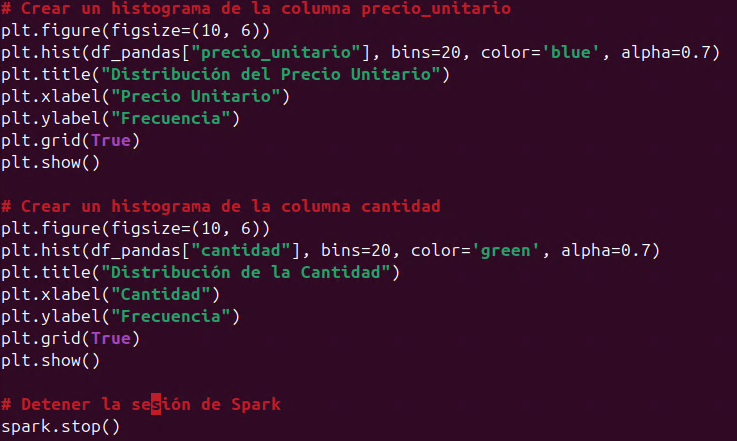 # Crear un histograma de la columna precio_unitario
plt.figure(figsize=(10, 6))
plt.hist(df_pandas["precio_unitario"], bins=20, color='blue', alpha=0.7)
plt.title("Distribución del Precio Unitario")
plt.xlabel("Precio Unitario")
plt.ylabel("Frecuencia")
plt.grid(True)
plt.show()
# Crear un histograma de la columna cantidad
plt.figure(figsize=(10, 6))
plt.hist(df_pandas["cantidad"], bins=20, color='green', alpha=0.7)
plt.title("Distribución de la Cantidad")
plt.xlabel("Cantidad")
plt.ylabel("Frecuencia")
plt.grid(True)
plt.show()
# Detener la sesión de Spark
spark.stop()